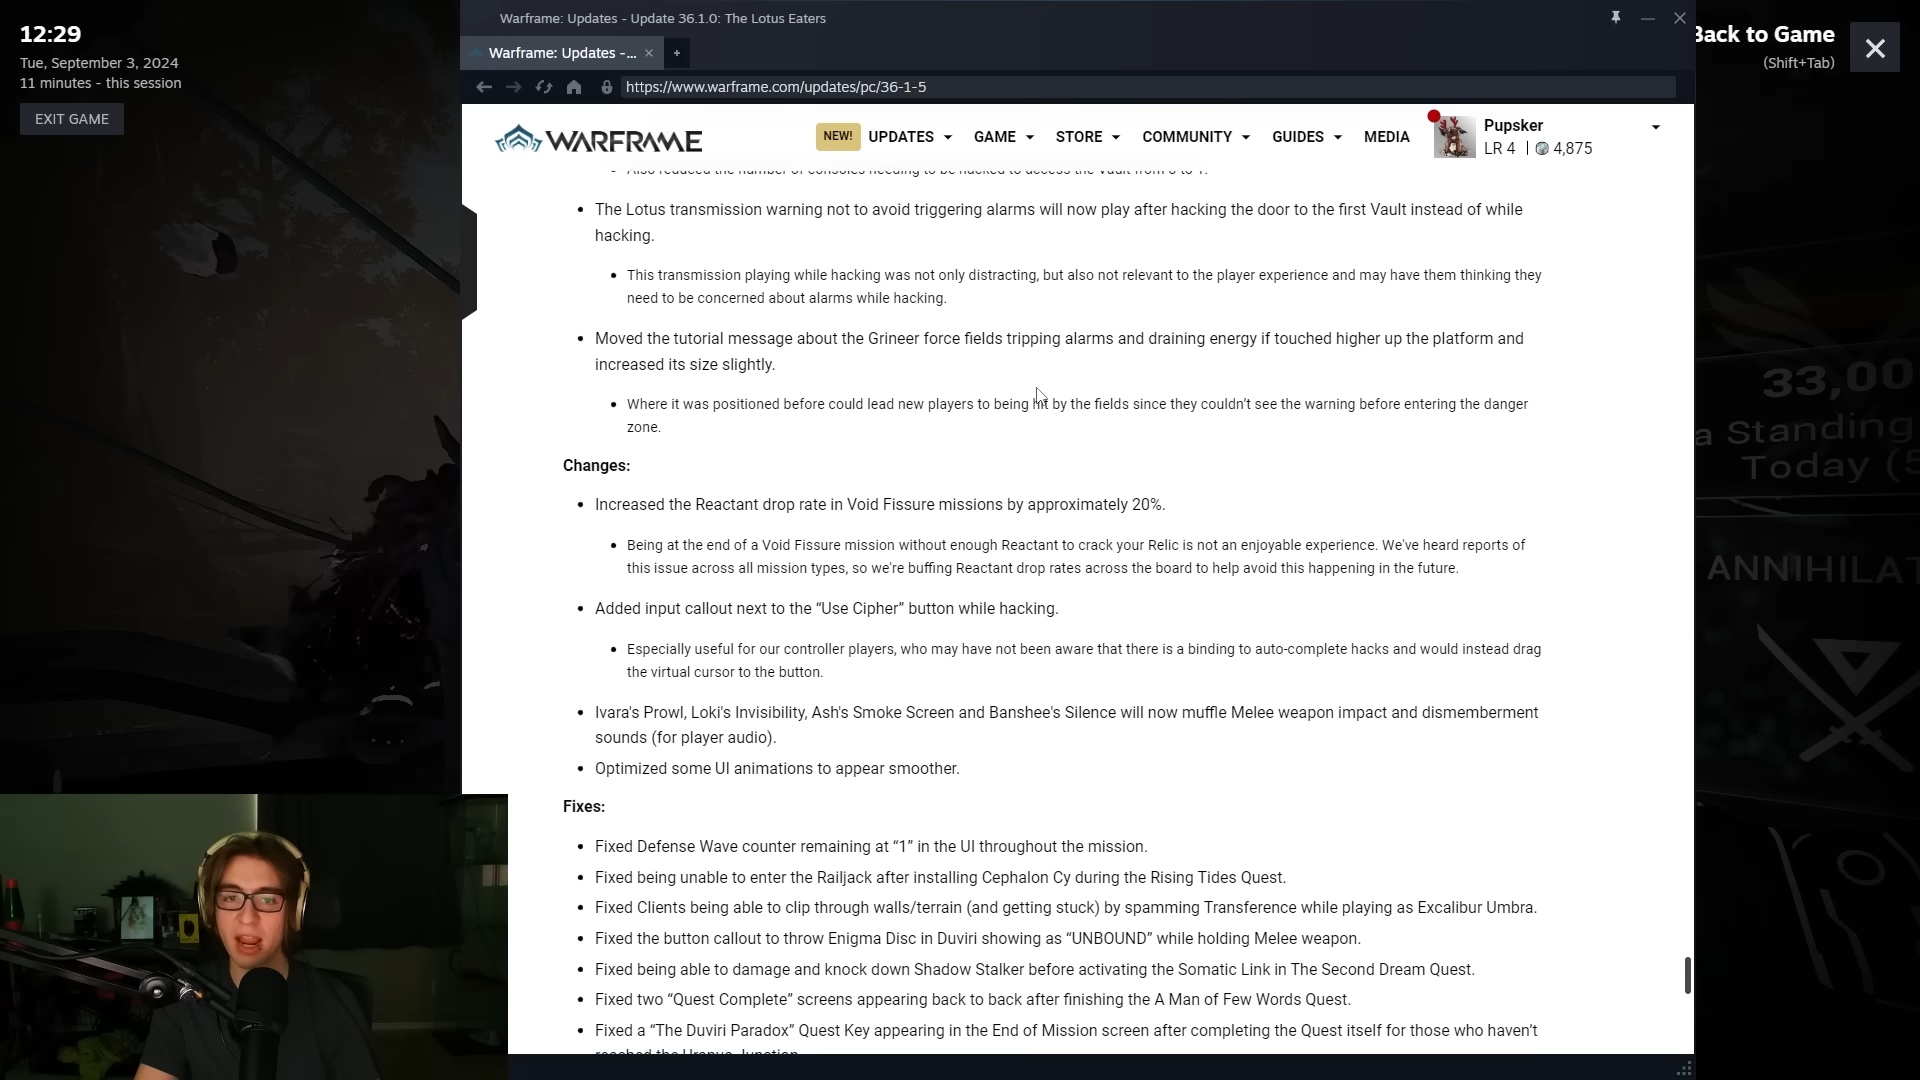 12:29
Tue, September 3, 2024
11 minutes - this session
EXIT GAME
Warframe: Updates - Update 36.1.0: The Lotus Eaters
Back to Game
(Shift+Tab)
Warframe: Updates -...
https://www.warframe.com/updates/pc/36-1-5
WARFRAME
NEW!
UPDATES
GAME
STORE
COMMUNITY
GUIDES
MEDIA
Pupsker
LR 4 | 4,875
The Lotus transmission warning not to avoid triggering alarms will now play after hacking the door to the first Vault instead of while
hacking.
This transmission playing while hacking was not only distracting, but also not relevant to the player experience and may have them thinking they
need to be concerned about alarms while hacking.
Moved the tutorial message about the Grineer force fields tripping alarms and draining energy if touched higher up the platform and
increased its size slightly.
Where it was positioned before could lead new players to being hit by the fields since they couldn't see the warning before entering the danger
zone.
Changes:
Increased the Reactant drop rate in Void Fissure missions by approximately 20%.
Being at the end of a Void Fissure mission without enough Reactant to crack your Relic is not an enjoyable experience. We've heard reports of
this issue across all mission types, so we're buffing Reactant drop rates across the board to help avoid this happening in the future.
Added input callout next to the “Use Cipher” button while hacking.
Especially useful for our controller players, who may have not been aware that there is a binding to auto-complete hacks and would instead drag
the virtual cursor to the button.
Ivara's Prowl, Loki's Invisibility, Ash's Smoke Screen and Banshee's Silence will now muffle Melee weapon impact and dismemberment
sounds (for player audio).
Optimized some UI animations to appear smoother.
Fixes:
Fixed Defense Wave counter remaining at “1” in the UI throughout the mission.
Fixed being unable to enter the Railjack after installing Cephalon Cy during the Rising Tides Quest.
Fixed Clients being able to clip through walls/terrain (and getting stuck) by spamming Transference while playing as Excalibur Umbra.
Fixed the button callout to throw Enigma Disc in Duviri showing as “UNBOUND” while holding Melee weapon.
Fixed being able to damage and knock down Shadow Stalker before activating the Somatic Link in The Second Dream Quest.
Fixed two “Quest Complete” screens appearing back to back after finishing the A Man of Few Words Quest.
Fixed a “The Duviri Paradox” Quest Key appearing in the End of Mission screen after completing the Quest itself for those who haven't
33,00
a Standing
Today (5
ANNIHILAT